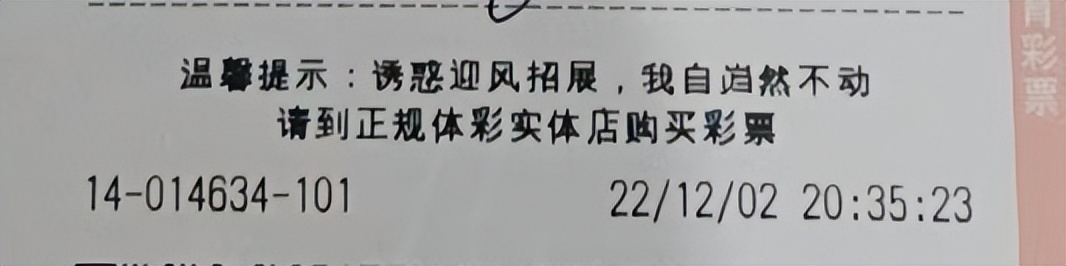 温馨提示：诱惑迎风招展，我自岿然不动
请到正规体彩实体店购买彩票
14-014634-101 22/12/02 20:35:23
彩票